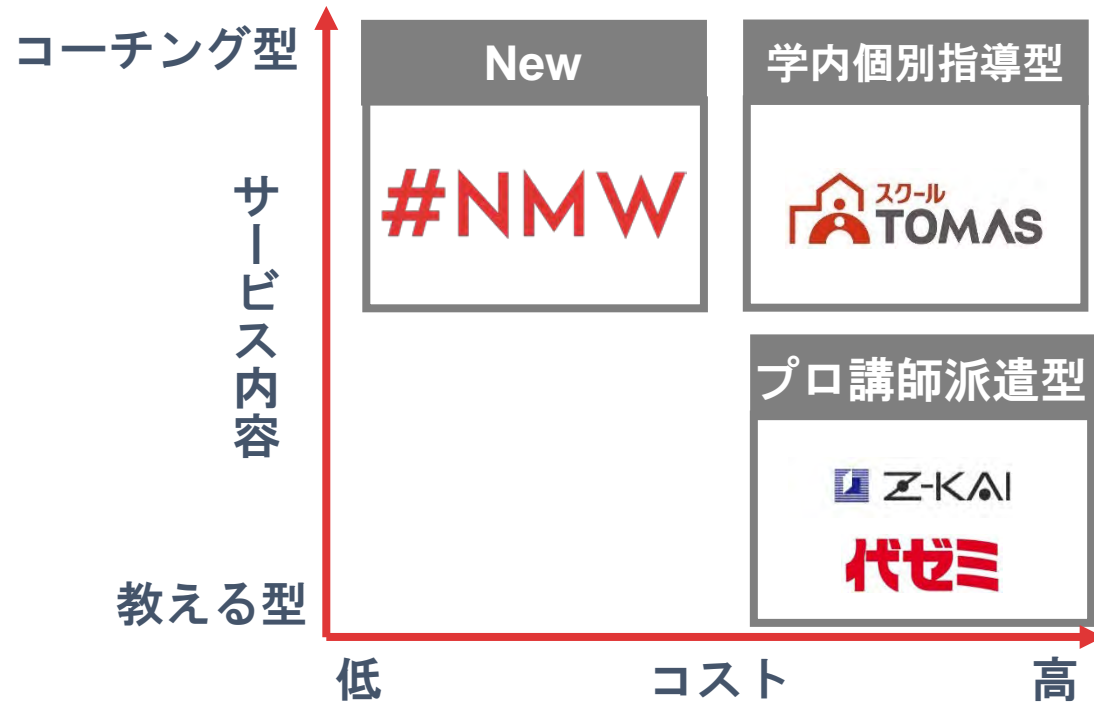 コーチング型
New
学内個別指導型
#NMW
スクール
TOMAS
サービス内容
プロ講師派遣型
Z-KAI
代ゼミ
教える型
低
コスト
高